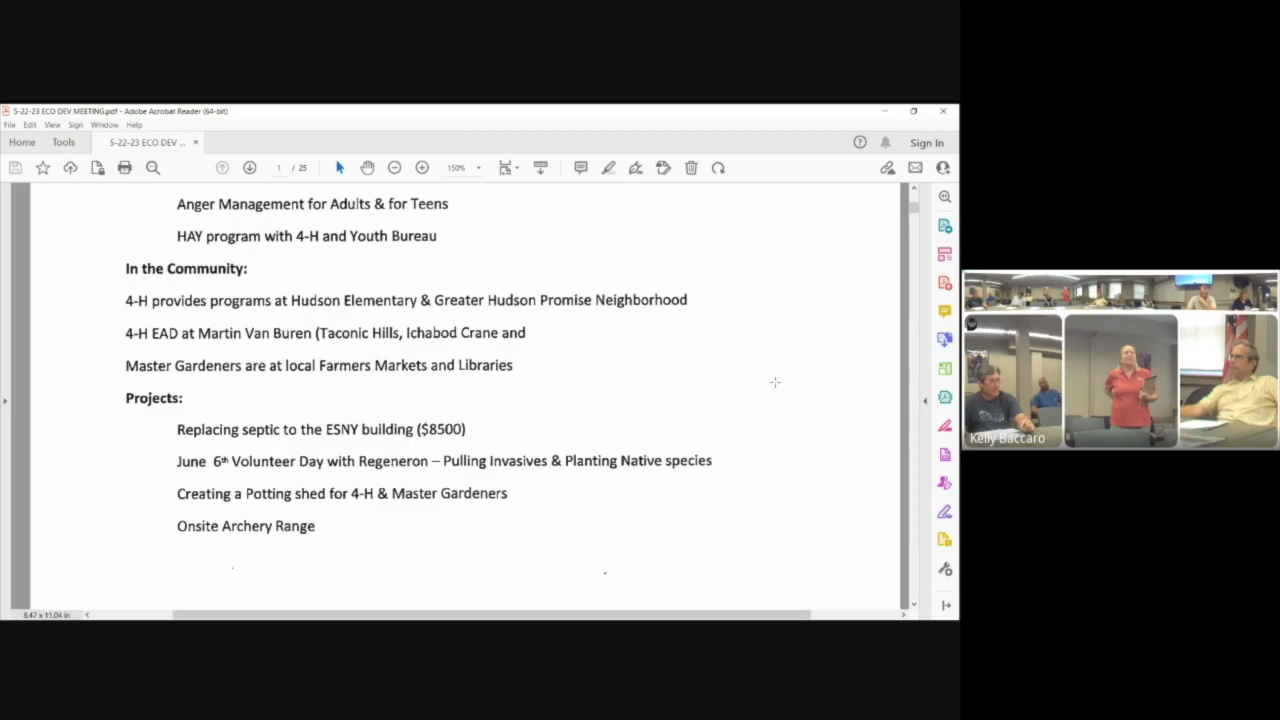 5-22-23 ECO DEV MEETING.pdf - Adobe Acrobat Reader (64-bit)
File Edit View Sign Window Help
Home Tools 5-22-23 ECO DEV ... × Sign In
1 / 25 150%
Anger Management for Adults & for Teens
HAY program with 4-H and Youth Bureau
In the Community:
4-H provides programs at Hudson Elementary & Greater Hudson Promise Neighborhood
4-H EAD at Martin Van Buren (Taconic Hills, Ichabod Crane and
Master Gardeners are at local Farmers Markets and Libraries
Projects:
Replacing septic to the ESNY building ($8500)
June 6th Volunteer Day with Regeneron – Pulling Invasives & Planting Native species
Creating a Potting shed for 4-H & Master Gardeners
Onsite Archery Range
8.47 x 11.04 in
Kelly Baccaro